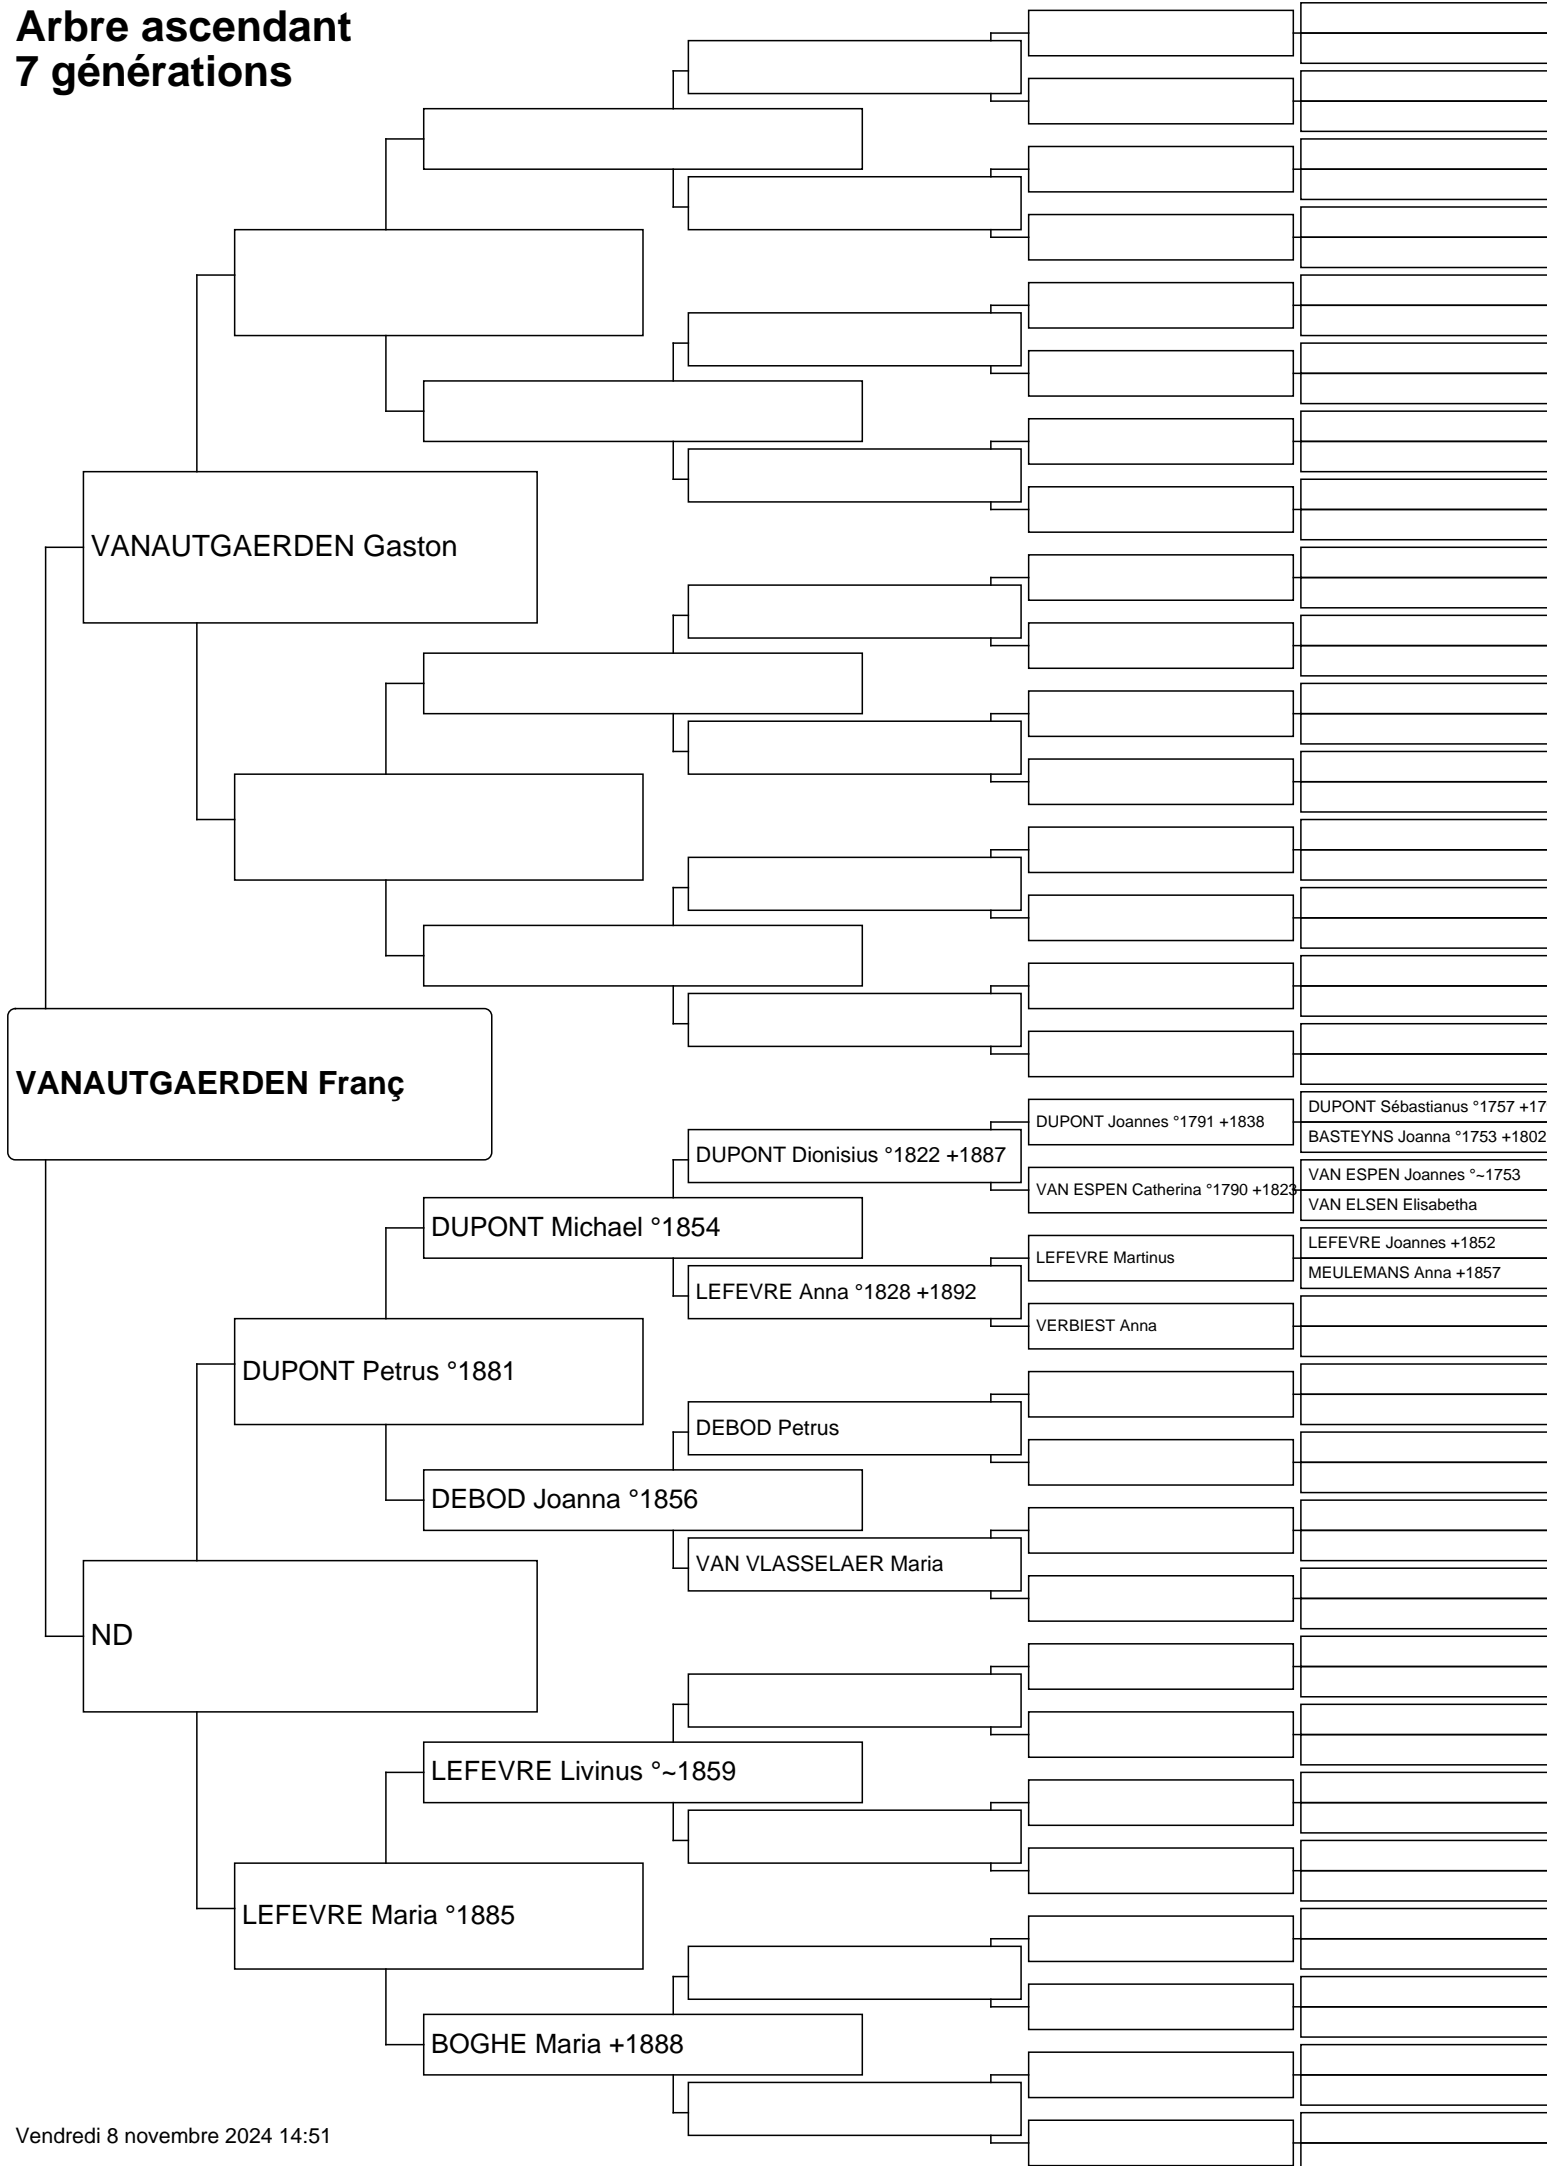 Arbre ascendant
7 générations
VANAUTGAERDEN Gaston
VANAUTGAERDEN Franç
DUPONT Joannes °1791 +1838
DUPONT Sébastianus °1757 +17
BASTEYNS Joanna °1753 +1802
DUPONT Dionisius °1822 +1887
VAN ESPEN Catherina °1790 +1823
VAN ESPEN Joannes °~1753
VAN ELSEN Elisabetha
DUPONT Michael °1854
LEFEVRE Martinus
LEFEVRE Joannes +1852
MEULEMANS Anna +1857
LEFEVRE Anna °1828 +1892
VERBIEST Anna
DUPONT Petrus °1881
DEBOD Petrus
DEBOD Joanna °1856
VAN VLASSELAER Maria
ND
LEFEVRE Livinus °~1859
LEFEVRE Maria °1885
BOGHE Maria +1888
Vendredi 8 novembre 2024 14:51